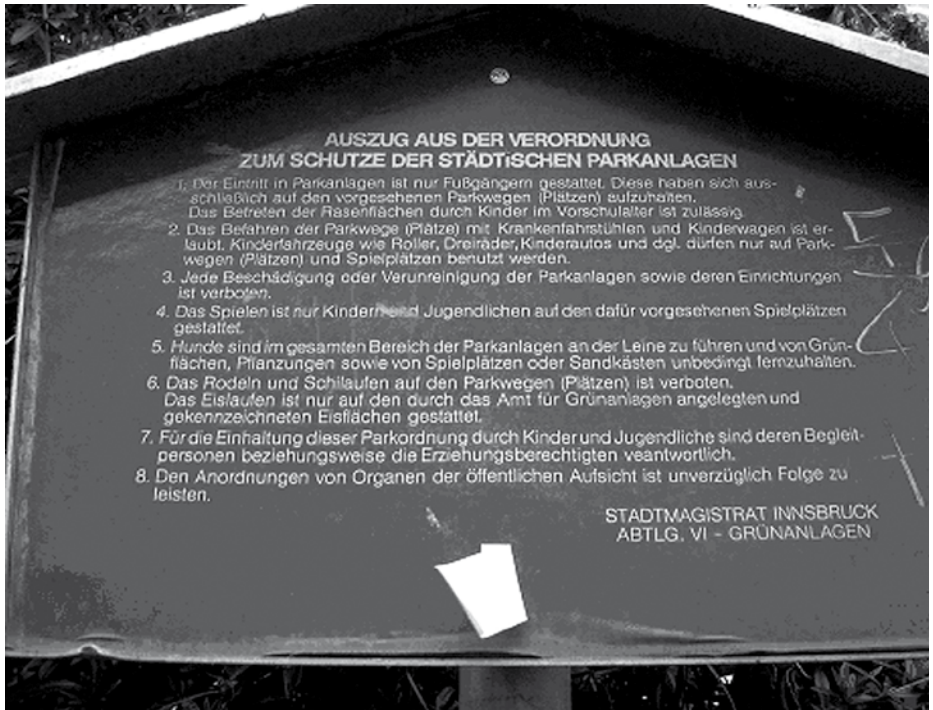 AUSZUG AUS DER VERORDNUNG
ZUM SCHUTZE DER STÄDTiSCHEN PARKANLAGEN
1. Der Eintritt in Parkanlagen ist nur Fußgängern gestattet. Diese haben sich aus-
schließlich auf den vorgesehenen Parkwegen (Plätzen) aufzuhalten.
Das Betreten der Rasenflächen durch Kinder im Vorschulalter ist zulässig.
2. Das Befahren der Parkwege (Plätze) mit Krankenfahrstühlen und Kinderwagen ist er-
laubt. Kinderfahrzeuge wie Roller, Dreiräder, Kinderautos und dgl. dürfen nur auf Park-
wegen (Plätzen) und Spielplätzen benutzt werden.
3. Jede Beschädigung oder Verunreinigung der Parkanlagen sowie deren Einrichtungen
ist verboten.
4. Das Spielen ist nur Kindern und Jugendlichen auf den dafür vorgesehenen Spielplätzen
gestattet.
5. Hunde sind im gesamten Bereich der Parkanlagen an der Leine zu führen und von Grün-
flächen, Pflanzungen sowie von Spielplätzen oder Sandkästen unbedingt fernzuhalten.
6. Das Rodeln und Schilaufen auf den Parkwegen (Plätzen) ist verboten.
Das Eislaufen ist nur auf den durch das Amt für Grünanlagen angelegten und
gekennzeichneten Eisflächen gestattet.
7. Für die Einhaltung dieser Parkordnung durch Kinder und Jugendliche sind deren Begleit-
personen beziehungsweise die Erziehungsberechtigten veantwortlich.
8. Den Anordnungen von Organen der öffentlichen Aufsicht ist unverzüglich Folge zu
leisten.
STADTMAGISTRAT INNSBRUCK
ABTLG. VI - GRÜNANLAGEN